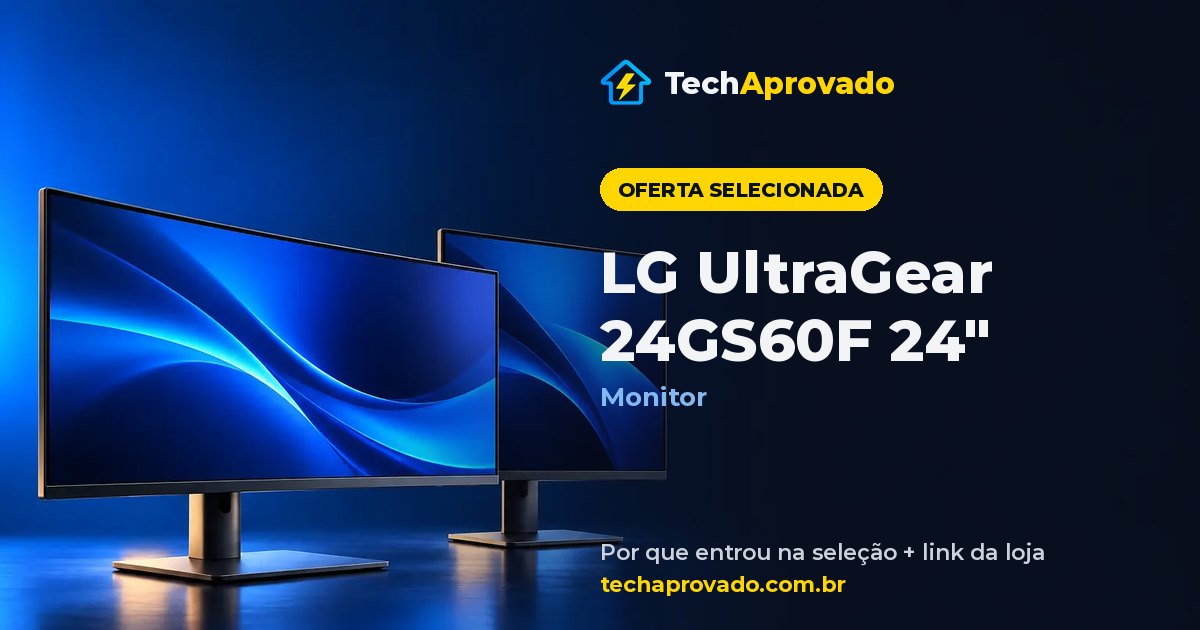 TechAprovado
OFERTA SELECIONADA
LG UltraGear
24GS60F 24"
Monitor
Por que entrou na seleção + link da loja
techaprovado.com.br